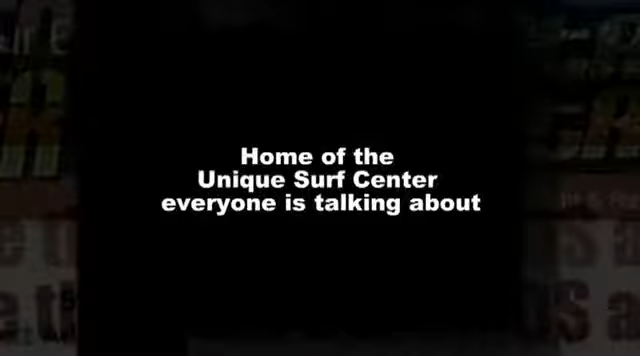 Home of the
Unique Surf Center
everyone is talking about